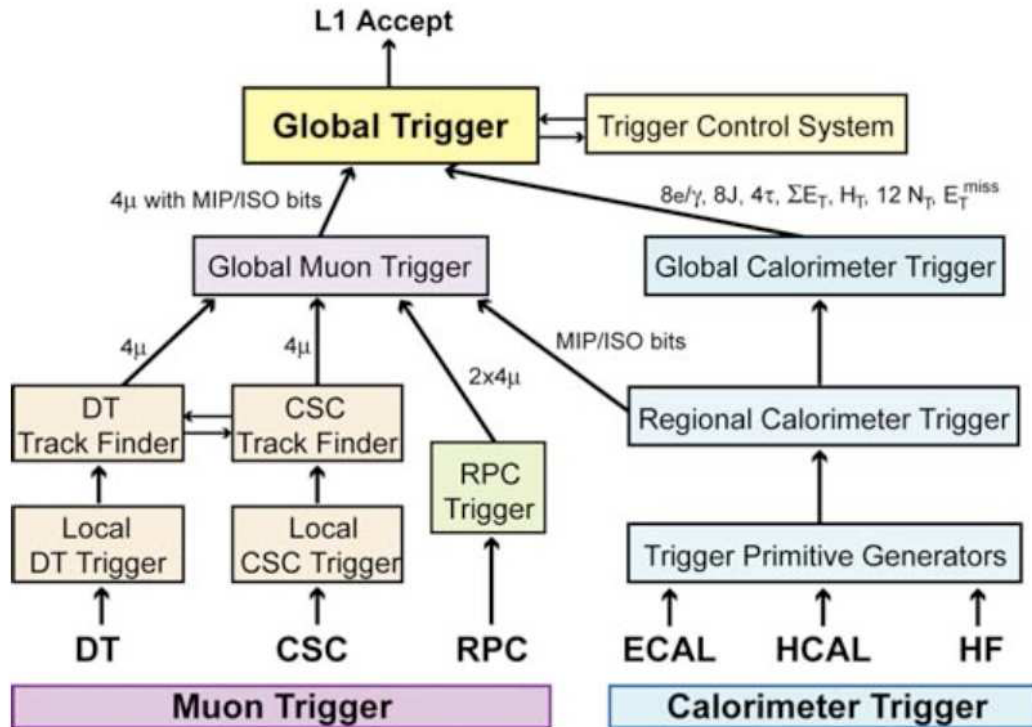 L1 Accept
Global Trigger
Trigger Control System
4μ with MIP/ISO bits
8e/γ, 8J, 4τ, ΣE_T, H_T, 12 N_T, E_T^miss
Global Muon Trigger
Global Calorimeter Trigger
4μ
4μ
2x4μ
MIP/ISO bits
DT
Track Finder
CSC
Track Finder
RPC
Trigger
Regional Calorimeter Trigger
Local
DT Trigger
Local
CSC Trigger
Trigger Primitive Generators
DT
CSC
RPC
ECAL
HCAL
HF
Muon Trigger
Calorimeter Trigger